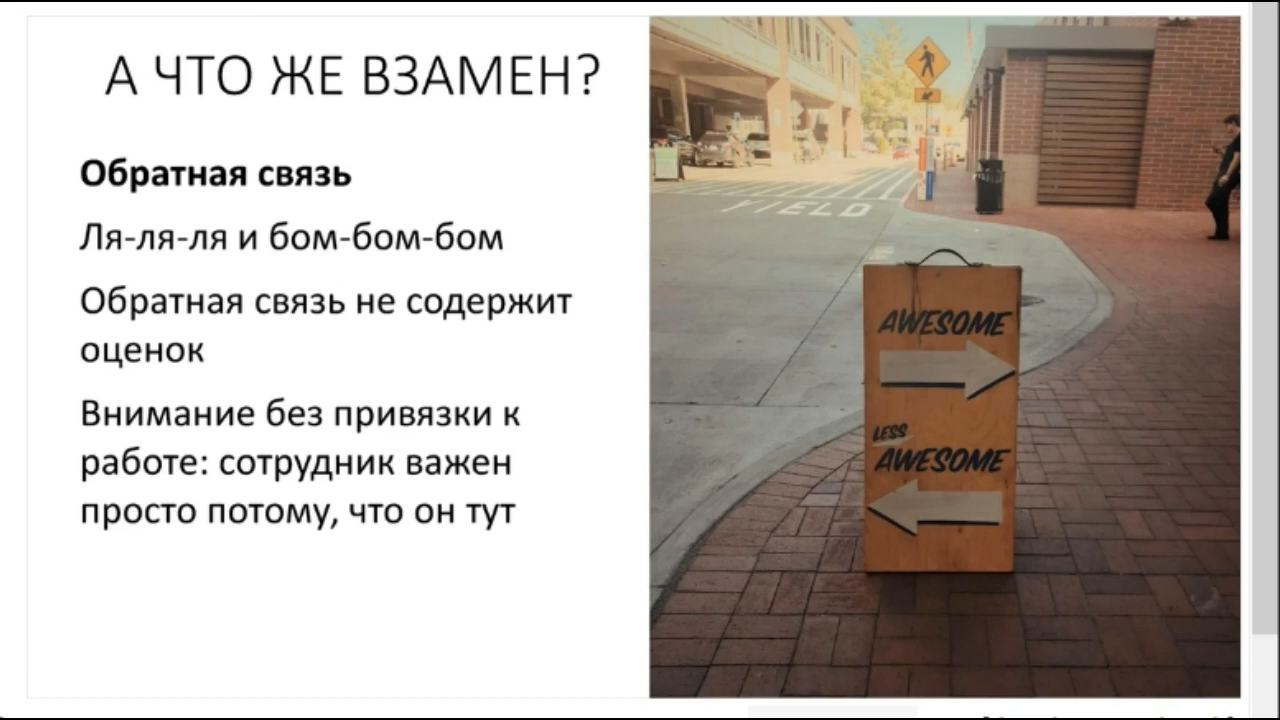 А ЧТО ЖЕ ВЗАМЕН?
Обратная связь
Ля-ля-ля и бом-бом-бом
Обратная связь не содержит
оценок
Внимание без привязки к
работе: сотрудник важен
просто потому, что он тут
YIELD
AWESOME
LESS
AWESOME